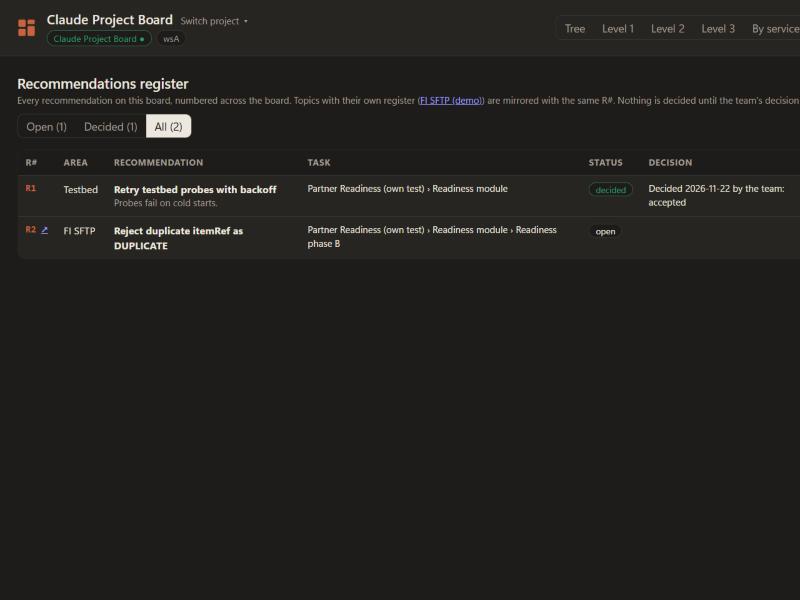 Claude Project Board Switch project ▾
Claude Project Board ● wsA
Tree Level 1 Level 2 Level 3 By service
Recommendations register
Every recommendation on this board, numbered across the board. Topics with their own register (FI SFTP (demo)) are mirrored with the same R#. Nothing is decided until the team's decision
Open (1) Decided (1) All (2)
R# AREA RECOMMENDATION TASK STATUS DECISION
R1 Testbed Retry testbed probes with backoff Partner Readiness (own test) › Readiness module decided Decided 2026-11-22 by the team:
Probes fail on cold starts. accepted
R2 ↗ FI SFTP Reject duplicate itemRef as Partner Readiness (own test) › Readiness module › Readiness open
DUPLICATE phase B